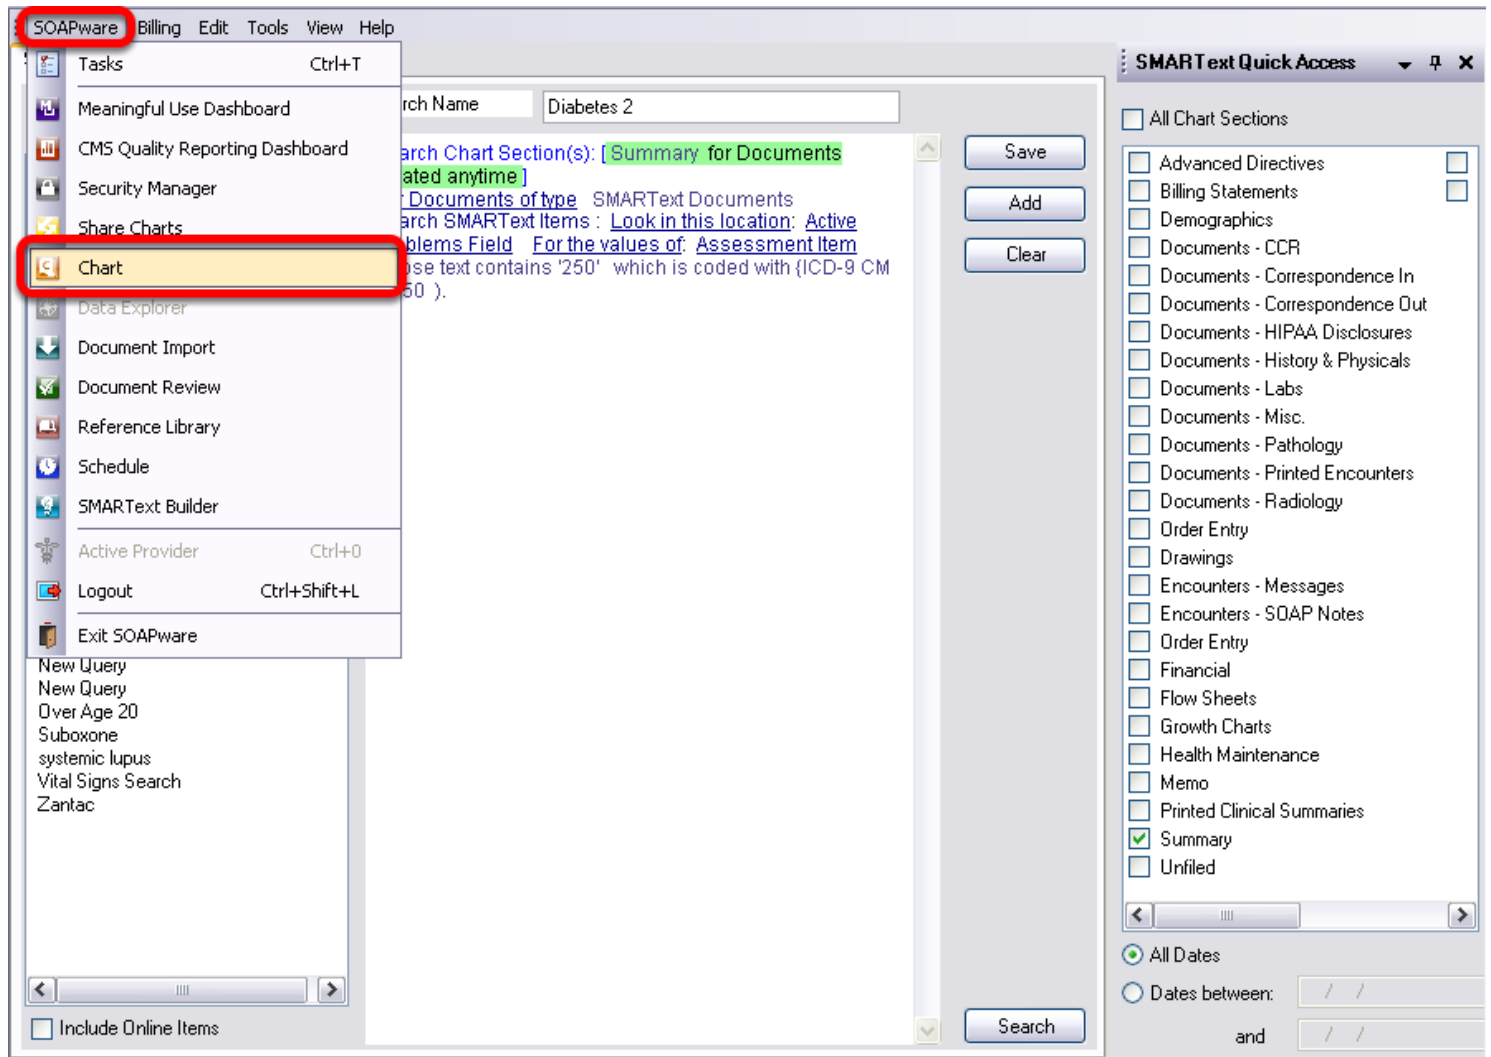 SOAPware Billing Edit Tools View Help
Tasks Ctrl+T
Meaningful Use Dashboard
CMS Quality Reporting Dashboard
Security Manager
Share Charts
Chart
Data Explorer
Document Import
Document Review
Reference Library
Schedule
SMARText Builder
Active Provider Ctrl+0
Logout Ctrl+Shift+L
Exit SOAPware
New Query
New Query
Over Age 20
Suboxone
systemic lupus
Vital Signs Search
Zantac
Include Online Items
rch Name Diabetes 2
arch Chart Section(s): [ Summary for Documents
ated anytime ]
r Documents of type SMARText Documents
arch SMARText Items : Look in this location: Active
blems Field For the values of: Assessment Item
ose text contains '250' which is coded with {ICD-9 CM
50 ).
Save
Add
Clear
Search
SMARText Quick Access
All Chart Sections
Advanced Directives
Billing Statements
Demographics
Documents - CCR
Documents - Correspondence In
Documents - Correspondence Out
Documents - HIPAA Disclosures
Documents - History & Physicals
Documents - Labs
Documents - Misc.
Documents - Pathology
Documents - Printed Encounters
Documents - Radiology
Order Entry
Drawings
Encounters - Messages
Encounters - SOAP Notes
Order Entry
Financial
Flow Sheets
Growth Charts
Health Maintenance
Memo
Printed Clinical Summaries
Summary
Unfiled
All Dates
Dates between: / /
and / /